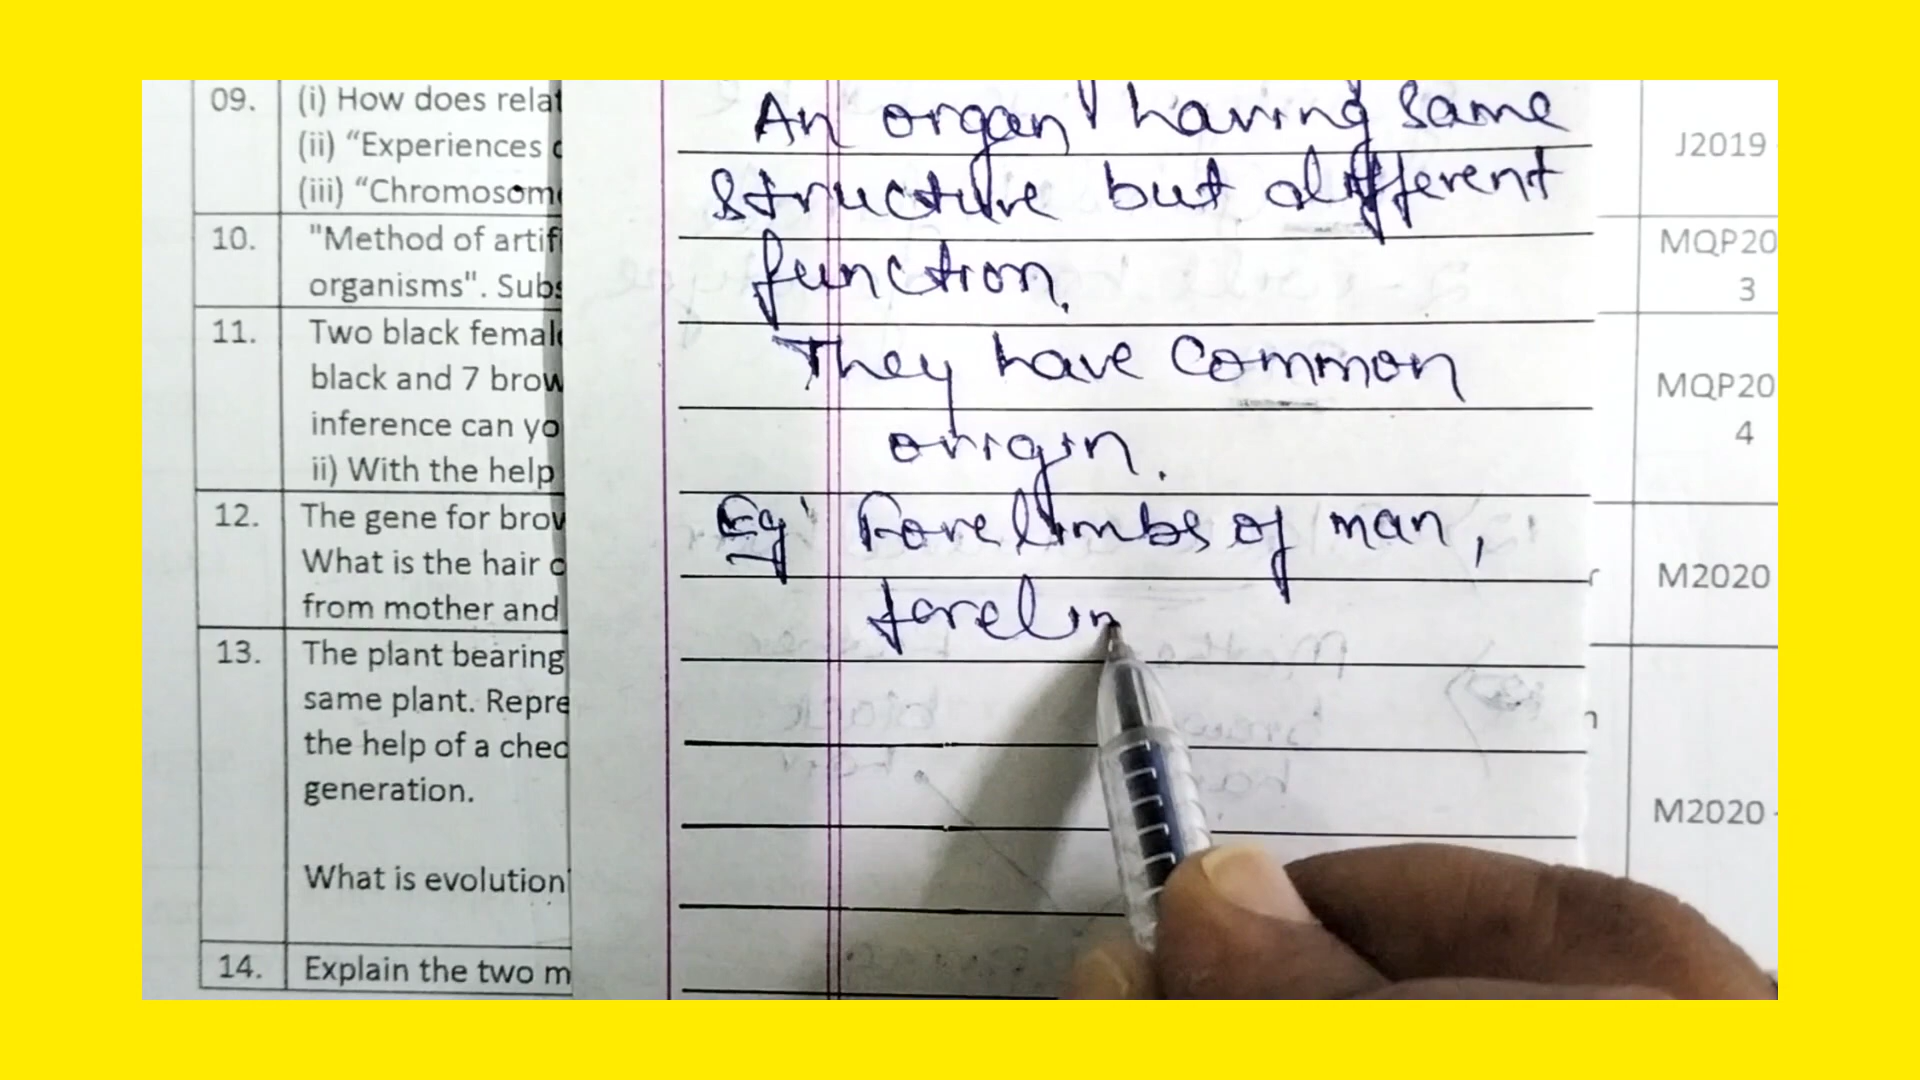 09. (i) How does relat
(ii) “Experiences
(iii) “Chromosom
10. "Method of artif
organisms". Subs
11. Two black femal
black and 7 brow
inference can yo
ii) With the help
12. The gene for brow
What is the hair
from mother and
13. The plant bearing
same plant. Repre
the help of a chec
generation.
What is evolution
14. Explain the two m
An organ having same
structure but different
function.
They have common
origin.
Eg' Forelimbs of man,
forelim
J2019
MQP20
3
MQP20
4
M2020
M2020 -